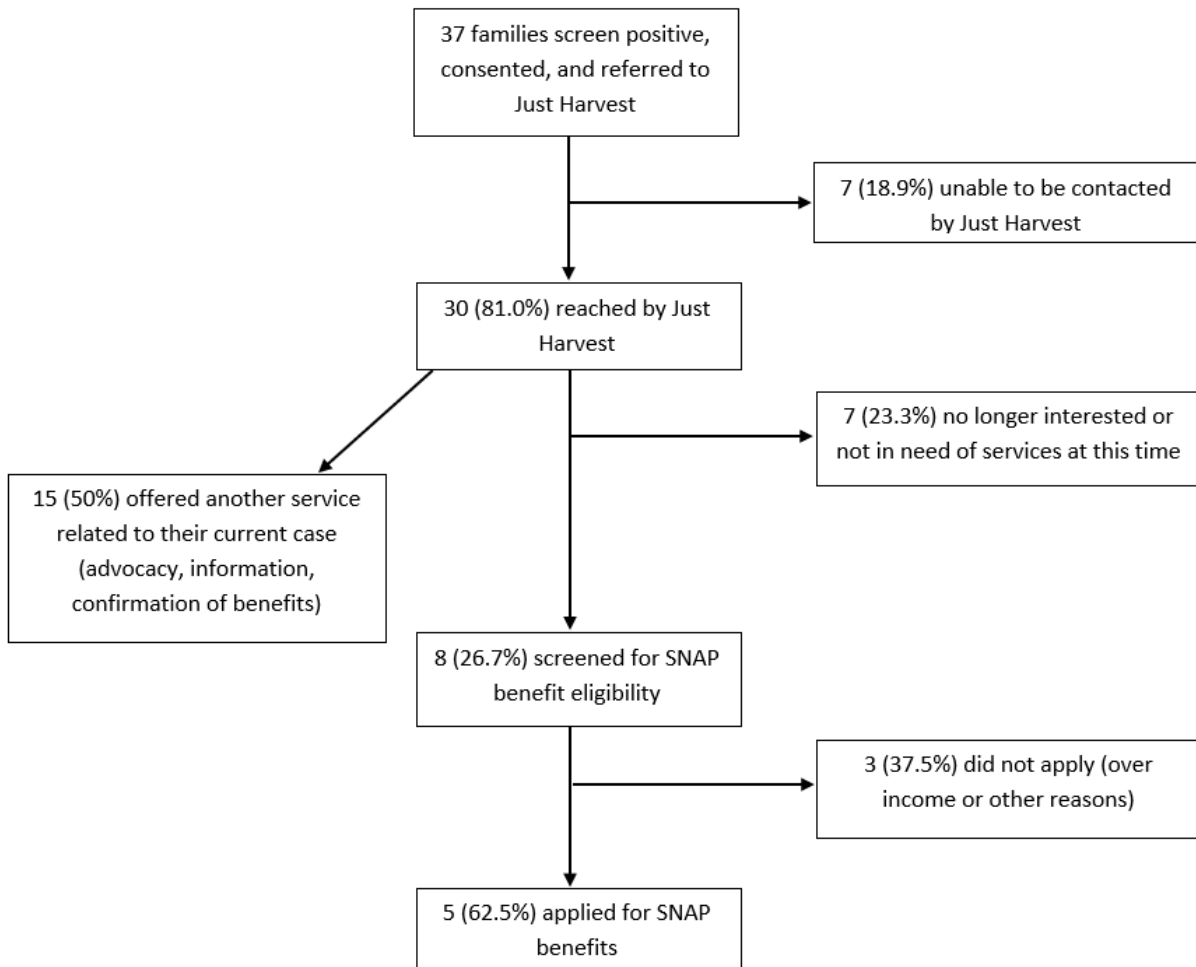 37 families screen positive,
consented, and referred to
Just Harvest
7 (18.9%) unable to be contacted
by Just Harvest
30 (81.0%) reached by Just
Harvest
7 (23.3%) no longer interested or
not in need of services at this time
15 (50%) offered another service
related to their current case
(advocacy, information,
confirmation of benefits)
8 (26.7%) screened for SNAP
benefit eligibility
3 (37.5%) did not apply (over
income or other reasons)
5 (62.5%) applied for SNAP
benefits